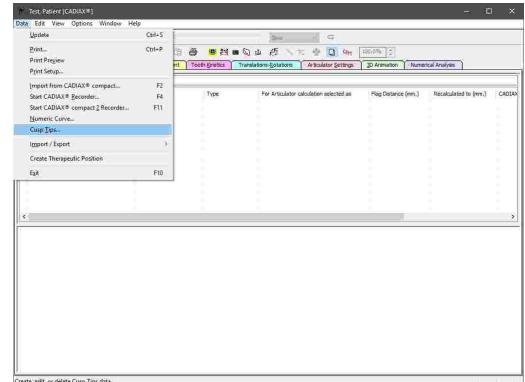 Test, Patient [CADIAX®]
Data Edit View Options Window Help
Update Ctrl+S
Print... Ctrl+P
Print Preview
Print Setup...
Import from CADIAX® compact... F2
Start CADIAX® Recorder... F4
Start CADIAX® compact 2 Recorder... F11
Numeric Curve...
Cusp Tips...
Import / Export
Create Therapeutic Position
Exit F10
Save
100.0%
Tooth Kinetics Translations-Rotations Articulator Settings 3D Animation Numerical Analysis
Type For Articulator calculation selected as Flag Distance (mm.) Recalculated to (mm.) CADIAX
Create, edit, or delete Cusp Tips data